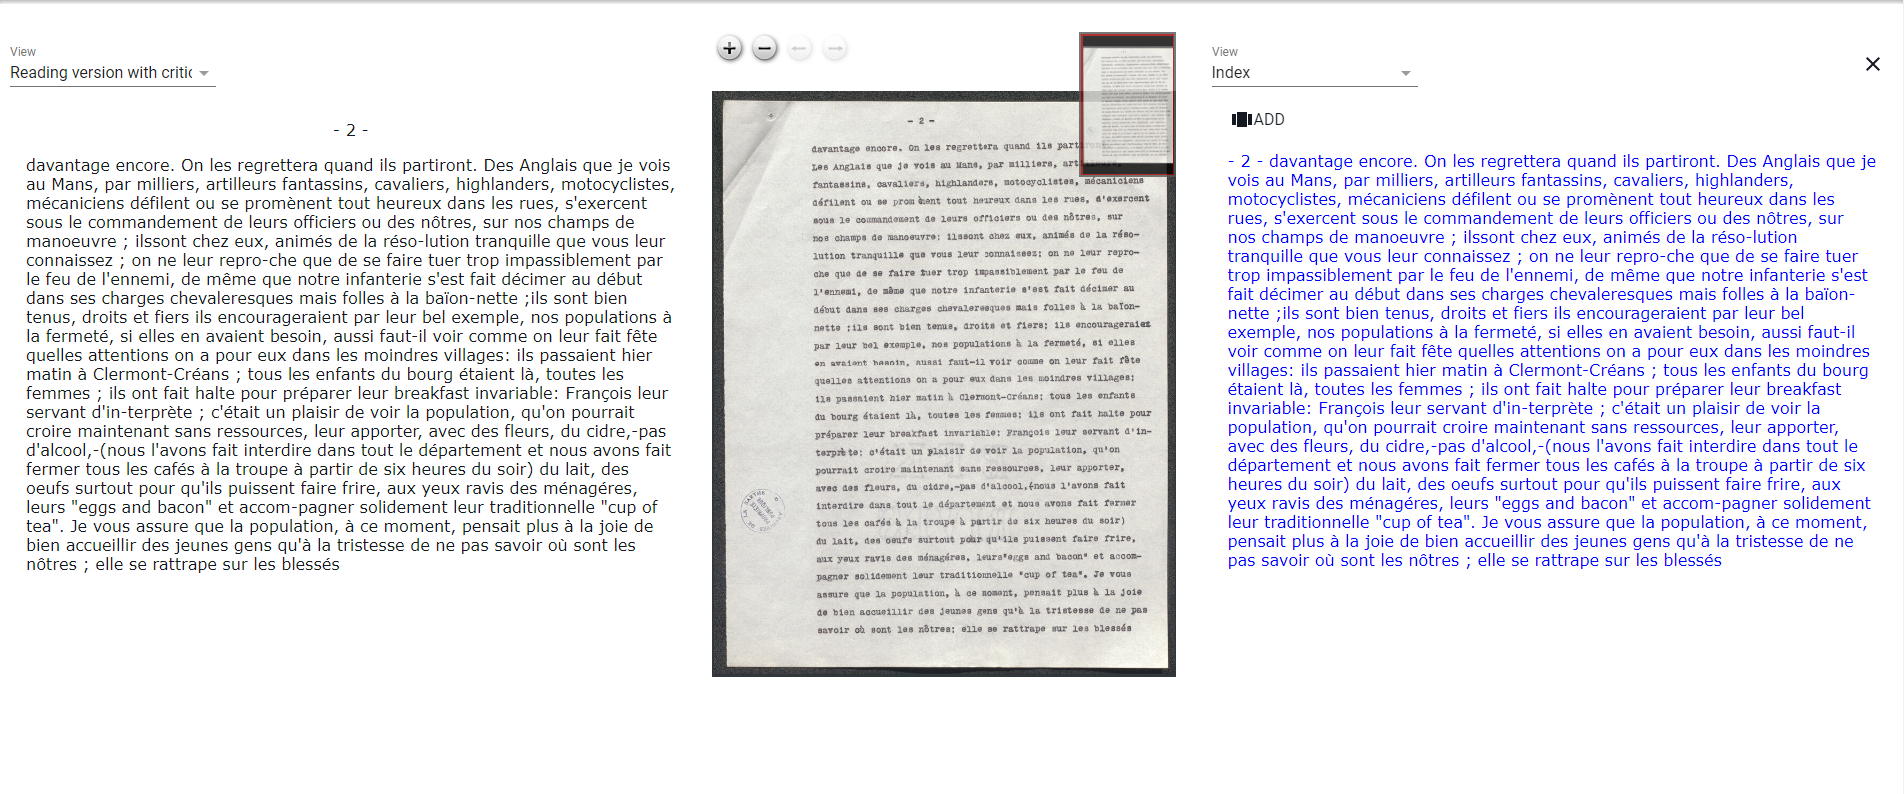 View
Reading version with critic
- 2 -
davantage encore. On les regrettera quand ils partiront. Des Anglais que je vois
au Mans, par milliers, artilleurs fantassins, cavaliers, highlanders, motocyclistes,
mécaniciens défilent ou se promènent tout heureux dans les rues, s'exercent
sous le commandement de leurs officiers ou des nôtres, sur nos champs de
manoeuvre ; ilssont chez eux, animés de la réso-lution tranquille que vous leur
connaissez ; on ne leur repro-che que de se faire tuer trop impassiblement par
le feu de l'ennemi, de même que notre infanterie s'est fait décimer au début
dans ses charges chevaleresques mais folles à la baïon-nette ;ils sont bien
tenus, droits et fiers ils encourageraient par leur bel exemple, nos populations à
la fermeté, si elles en avaient besoin, aussi faut-il voir comme on leur fait fête
quelles attentions on a pour eux dans les moindres villages: ils passaient hier
matin à Clermont-Créans ; tous les enfants du bourg étaient là, toutes les
femmes ; ils ont fait halte pour préparer leur breakfast invariable: François leur
servant d'in-terprète ; c'était un plaisir de voir la population, qu'on pourrait
croire maintenant sans ressources, leur apporter, avec des fleurs, du cidre,-pas
d'alcool,-(nous l'avons fait interdire dans tout le département et nous avons fait
fermer tous les cafés à la troupe à partir de six heures du soir) du lait, des
oeufs surtout pour qu'ils puissent faire frire, aux yeux ravis des ménagéres,
leurs "eggs and bacon" et accom-pagner solidement leur traditionnelle "cup of
tea". Je vous assure que la population, à ce moment, pensait plus à la joie de
bien accueillir des jeunes gens qu'à la tristesse de ne pas savoir où sont les
nôtres ; elle se rattrape sur les blessés
- 2 -
davantage encore. On les regrettera quand ils part
Les Anglais que je vois au Mans, par milliers, art
fantassins, cavaliers, highlanders, motocyclistes, mécaniciens
défilent ou se promènent tout heureux dans les rues, s'exercent
sous le commandement de leurs officiers ou des nôtres, sur
nos champs de manoeuvre; ilssont chez eux, animés de la réso-
lution tranquille que vous leur connaissez; on ne leur repro-
che que de se faire tuer trop impassiblement par le feu de
l'ennemi, de même que notre infanterie s'est fait décimer au
début dans ses charges chevaleresques mais folles à la baïon-
nette ;ils sont bien tenus, droits et fiers; ils encourageraient
par leur bel exemple, nos populations à la fermeté, si elles
en avaient besoin, aussi faut-il voir comme on leur fait fête
quelles attentions on a pour eux dans les moindres villages:
ils passaient hier matin à Clermont-Créans; tous les enfants
du bourg étaient là, toutes les femmes; ils ont fait halte pour
préparer leur breakfast invariable; François leur servant d'in-
terprète: c'était un plaisir de voir la population, qu'on
pourrait croire maintenant sans ressources, leur apporter,
avec des fleurs, du cidre,-pas d'alcool,-(nous l'avons fait
interdire dans tout le département et nous avons fait fermer
tous les cafés à la troupe à partir de six heures du soir)
du lait, des oeufs surtout pour qu'ils puissent faire frire,
aux yeux ravis des ménagéres, leurs"eggs and bacon" et accom-
pagner solidement leur traditionnelle "cup of tea". Je vous
assure que la population, à ce moment, pensait plus à la joie
de bien accueillir des jeunes gens qu'à la tristesse de ne pas
savoir où sont les nôtres; elle se rattrape sur les blessés
View
Index
ADD
- 2 - davantage encore. On les regrettera quand ils partiront. Des Anglais que je
vois au Mans, par milliers, artilleurs fantassins, cavaliers, highlanders,
motocyclistes, mécaniciens défilent ou se promènent tout heureux dans les
rues, s'exercent sous le commandement de leurs officiers ou des nôtres, sur
nos champs de manoeuvre ; ilssont chez eux, animés de la réso-lution
tranquille que vous leur connaissez ; on ne leur repro-che que de se faire tuer
trop impassiblement par le feu de l'ennemi, de même que notre infanterie s'est
fait décimer au début dans ses charges chevaleresques mais folles à la baïon-
nette ;ils sont bien tenus, droits et fiers ils encourageraient par leur bel
exemple, nos populations à la fermeté, si elles en avaient besoin, aussi faut-il
voir comme on leur fait fête quelles attentions on a pour eux dans les moindres
villages: ils passaient hier matin à Clermont-Créans ; tous les enfants du bourg
étaient là, toutes les femmes ; ils ont fait halte pour préparer leur breakfast
invariable: François leur servant d'in-terprète ; c'était un plaisir de voir la
population, qu'on pourrait croire maintenant sans ressources, leur apporter,
avec des fleurs, du cidre,-pas d'alcool,-(nous l'avons fait interdire dans tout le
département et nous avons fait fermer tous les cafés à la troupe à partir de six
heures du soir) du lait, des oeufs surtout pour qu'ils puissent faire frire, aux
yeux ravis des ménagéres, leurs "eggs and bacon" et accom-pagner solidement
leur traditionnelle "cup of tea". Je vous assure que la population, à ce moment,
pensait plus à la joie de bien accueillir des jeunes gens qu'à la tristesse de ne
pas savoir où sont les nôtres ; elle se rattrape sur les blessés